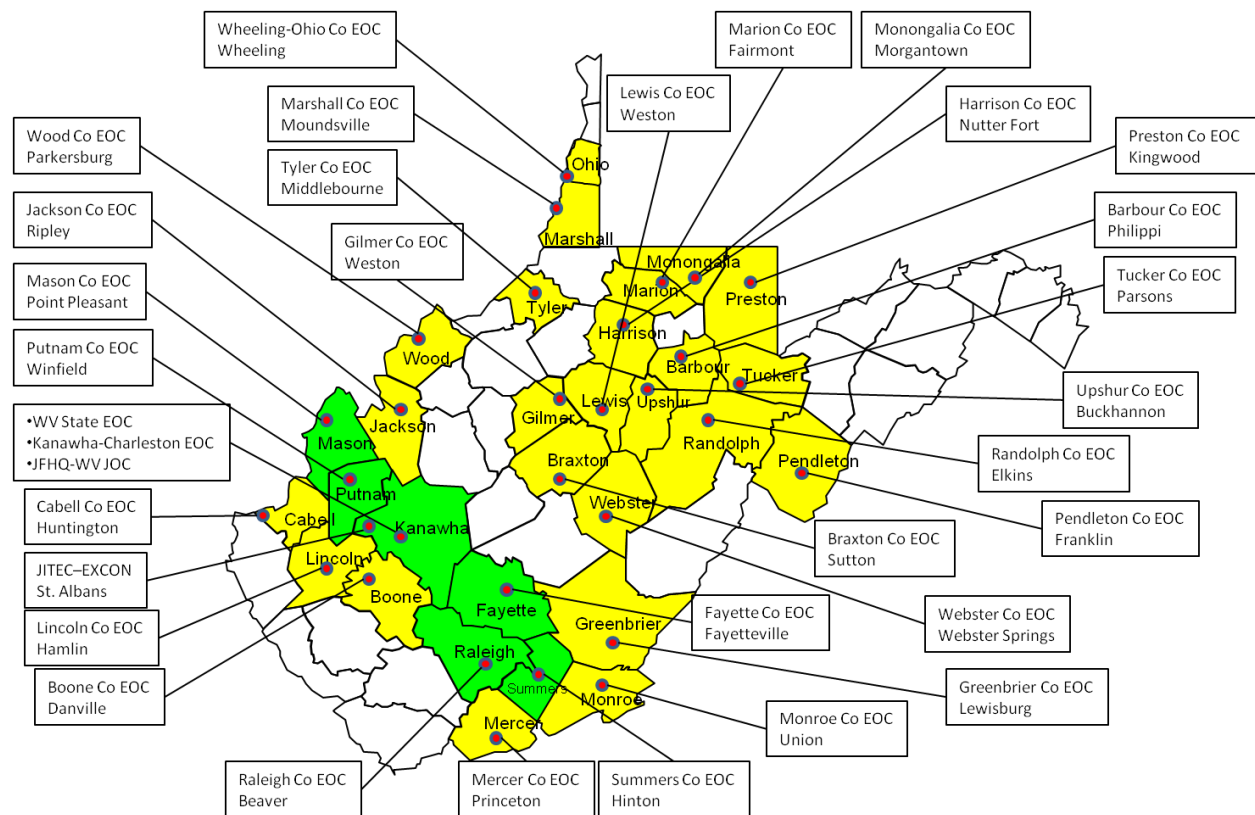 Wheeling-Ohio Co EOC
Wheeling
Marion Co EOC
Fairmont
Monongalia Co EOC
Morgantown
Marshall Co EOC
Moundsville
Lewis Co EOC
Weston
Harrison Co EOC
Nutter Fort
Wood Co EOC
Parkersburg
Tyler Co EOC
Middlebourne
Preston Co EOC
Kingwood
Jackson Co EOC
Ripley
Gilmer Co EOC
Weston
Barbour Co EOC
Philippi
Mason Co EOC
Point Pleasant
Tucker Co EOC
Parsons
Putnam Co EOC
Winfield
Upshur Co EOC
Buckhannon
•WV State EOC
•Kanawha-Charleston EOC
•JFHQ-WV JOC
Randolph Co EOC
Elkins
Cabell Co EOC
Huntington
Pendleton Co EOC
Franklin
Braxton Co EOC
Sutton
JITEC–EXCON
St. Albans
Fayette Co EOC
Fayetteville
Webster Co EOC
Webster Springs
Lincoln Co EOC
Hamlin
Boone Co EOC
Danville
Greenbrier Co EOC
Lewisburg
Monroe Co EOC
Union
Raleigh Co EOC
Beaver
Mercer Co EOC
Princeton
Summers Co EOC
Hinton
Ohio
Marshall
Monongalia
Marion
Preston
Tyler
Harrison
Wood
Barbour
Tucker
Lewis
Upshur
Gilmer
Jackson
Mason
Randolph
Braxton
Pendleton
Putnam
Webster
Cabell
Kanawha
Lincoln
Boone
Fayette
Greenbrier
Raleigh
Summers
Monroe
Mercer